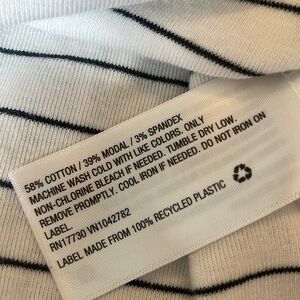 58% COTTON / 39% MODAL / 3% SPANDEX
MACHINE WASH COLD WITH LIKE COLORS. ONLY
NON-CHLORINE BLEACH IF NEEDED. TUMBLE DRY LOW.
REMOVE PROMPTLY. COOL IRON IF NEEDED. DO NOT IRON ON
LABEL.
RN17730 VN1042782
LABEL MADE FROM 100% RECYCLED PLASTIC